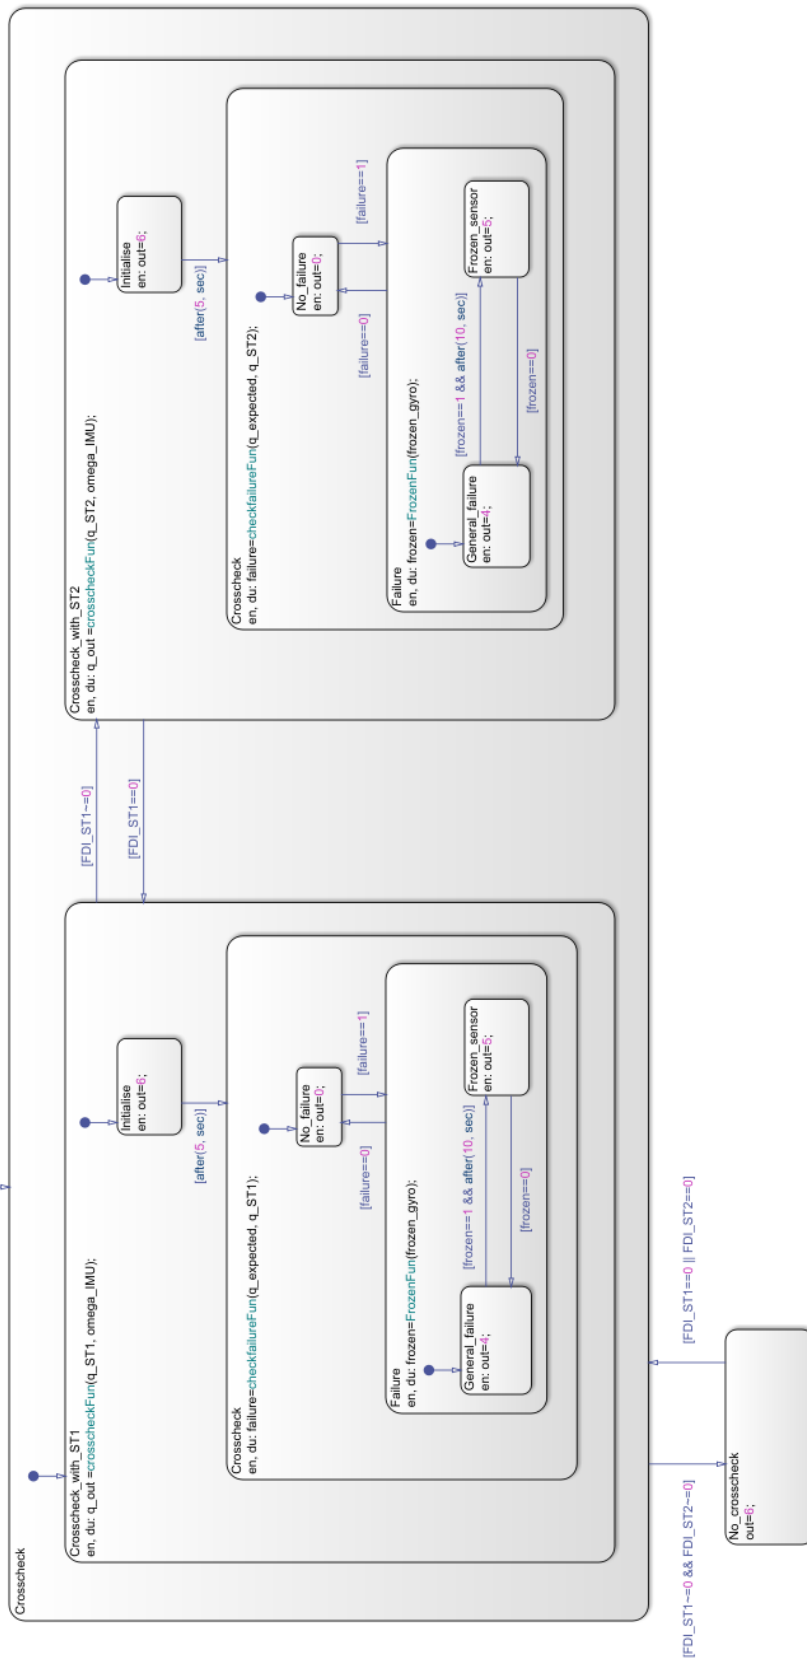 Crosscheck
Crosscheck_with_ST1
en, du: q_out =crosscheckFun(q_ST1, omega_IMU);
Initialise
en: out=6;
[after(5, sec)]
Crosscheck
en, du: failure=checkfailureFun(q_expected, q_ST1);
No_failure
en: out=0;
[failure==0]
[failure==1]
Failure
en, du: frozen=FrozenFun(frozen_gyro);
General_failure
en: out=4;
[frozen==1 && after(10, sec)]
[frozen==0]
Frozen_sensor
en: out=5;
[FDI_ST1~=0]
[FDI_ST1==0]
Crosscheck_with_ST2
en, du: q_out =crosscheckFun(q_ST2, omega_IMU);
Initialise
en: out=6;
[after(5, sec)]
Crosscheck
en, du: failure=checkfailureFun(q_expected, q_ST2);
No_failure
en: out=0;
[failure==0]
[failure==1]
Failure
en, du: frozen=FrozenFun(frozen_gyro);
General_failure
en: out=4;
[frozen==1 && after(10, sec)]
[frozen==0]
Frozen_sensor
en: out=5;
[FDI_ST1~=0 && FDI_ST2~=0]
[FDI_ST1==0 || FDI_ST2==0]
No_crosscheck
out=6;